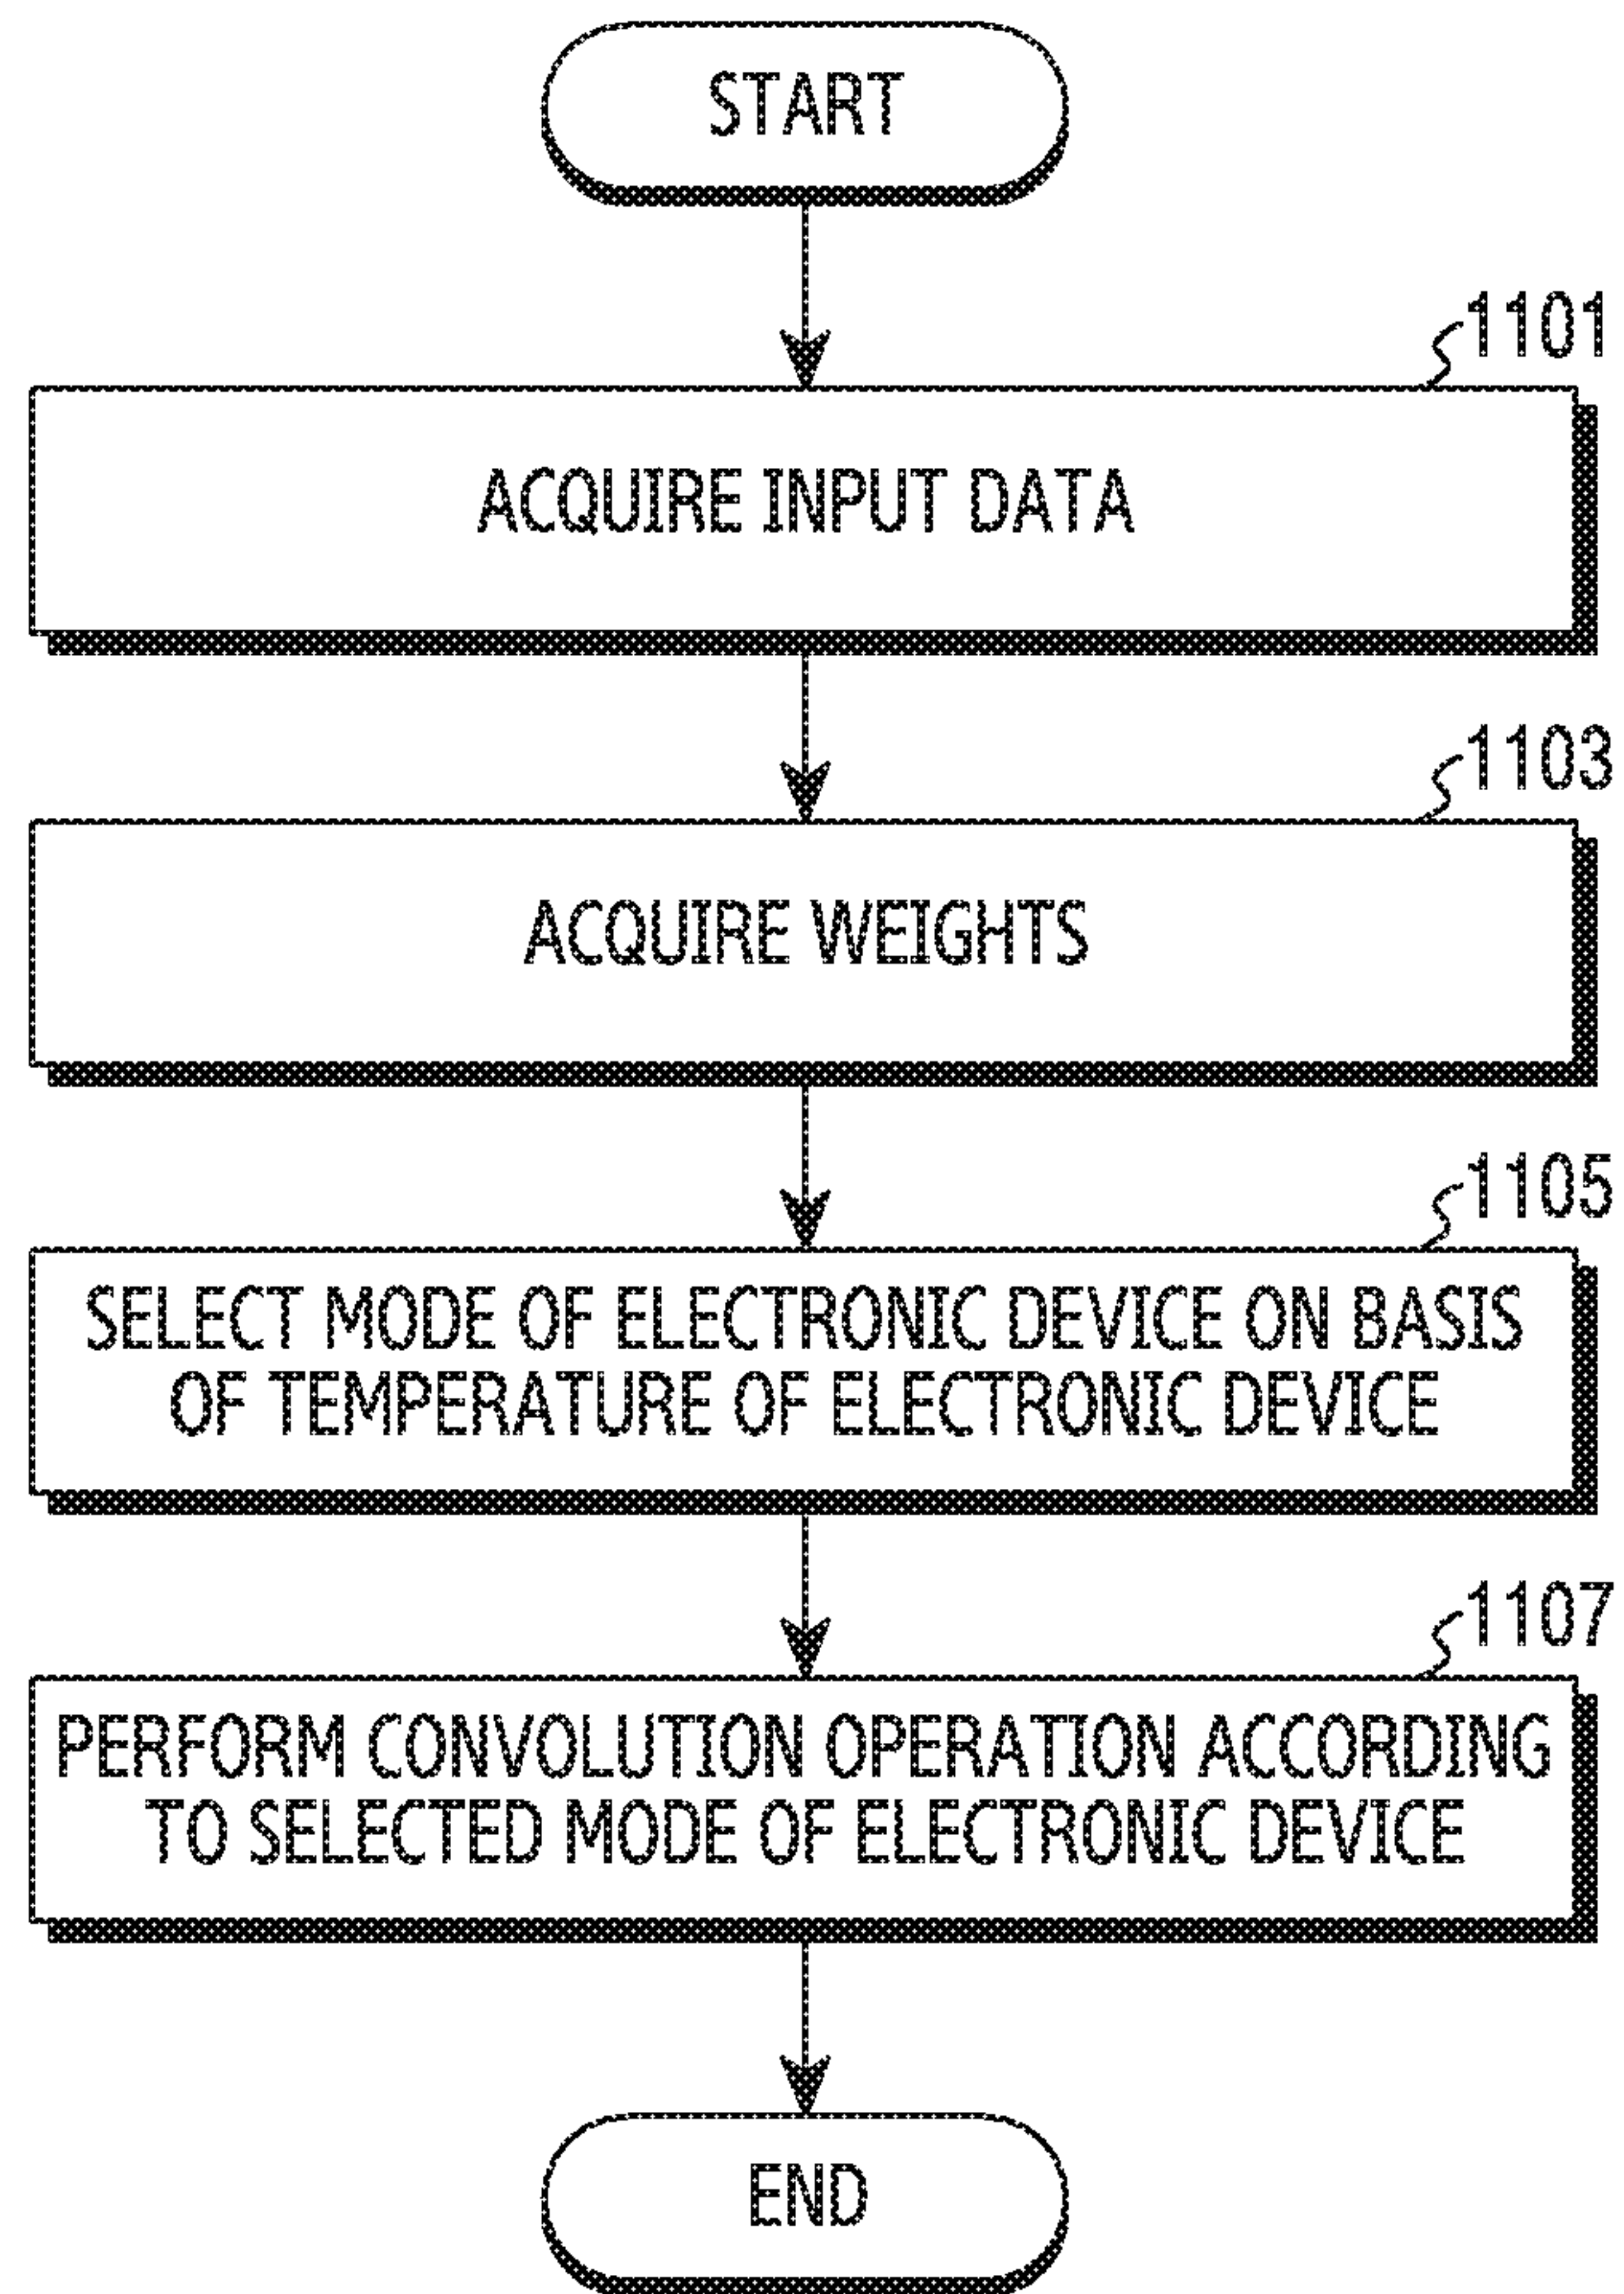 START
1101
ACQUIRE INPUT DATA
1103
ACQUIRE WEIGHTS
1105
SELECT MODE OF ELECTRONIC DEVICE ON BASIS
OF TEMPERATURE OF ELECTRONIC DEVICE
1107
PERFORM CONVOLUTION OPERATION ACCORDING
TO SELECTED MODE OF ELECTRONIC DEVICE
END